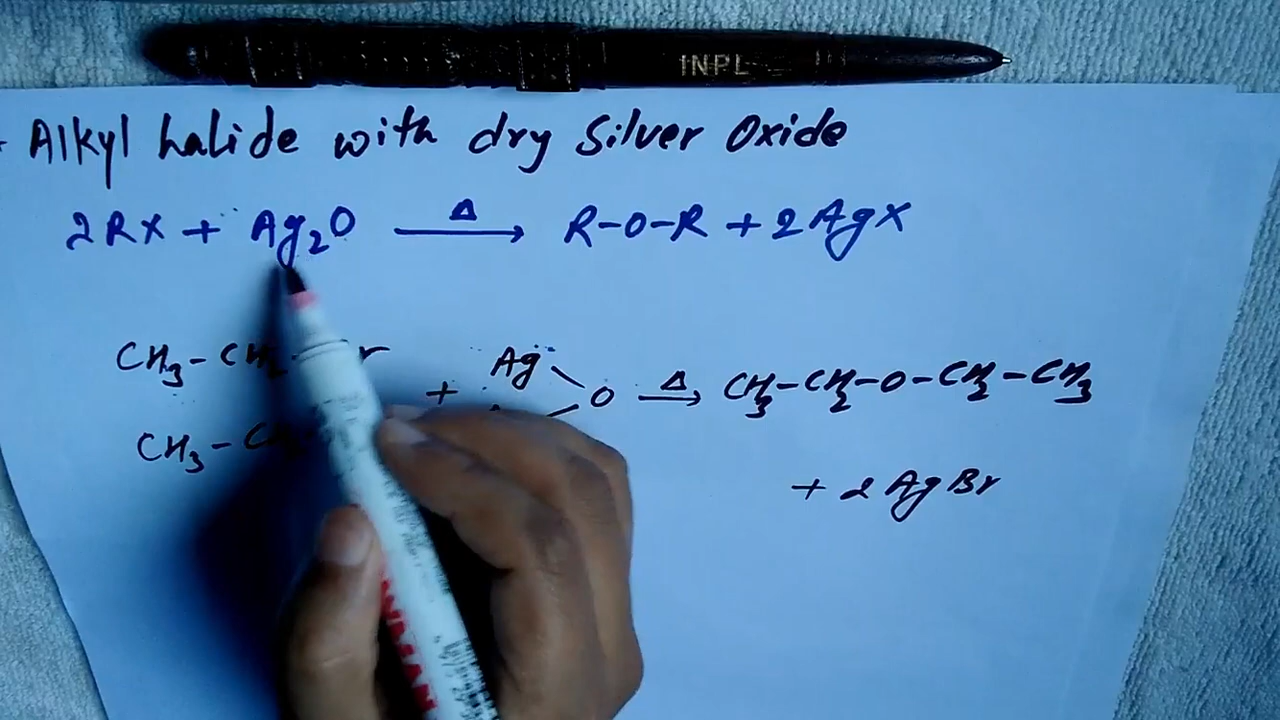 INPL
Alkyl halide with dry Silver Oxide
2RX + Ag₂O —Δ→ R-O-R + 2AgX
CH₃-CH₂ r + Ag O —Δ→ CH₃-CH₂-O-CH₂-CH₃
CH₃-
+ 2AgBr